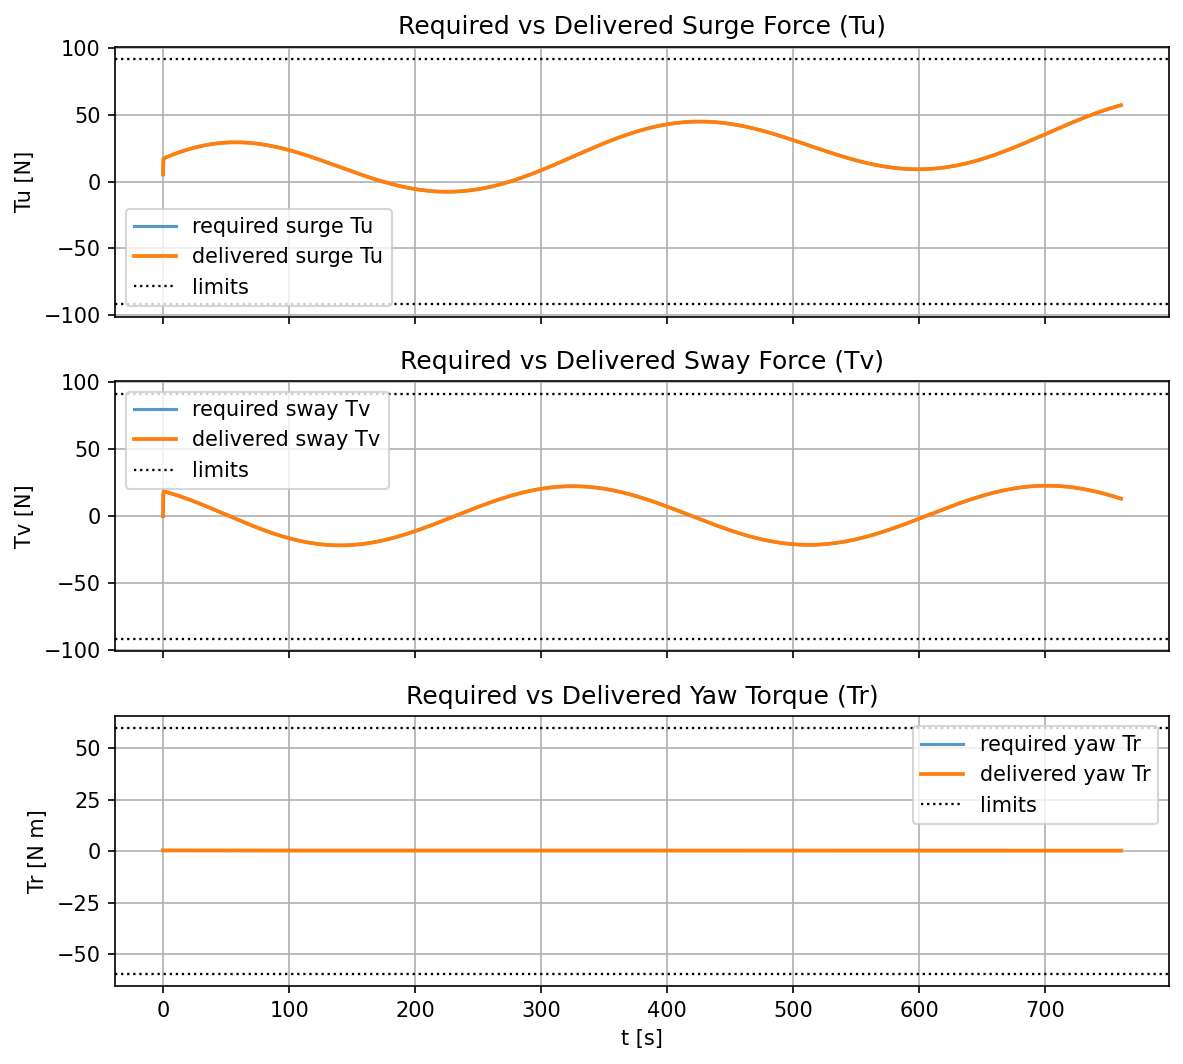 Required vs Delivered Surge Force (Tu)
100
50
0
−50
−100
Tu [N]
required surge Tu
delivered surge Tu
limits
Required vs Delivered Sway Force (Tv)
100
50
0
−50
−100
Tv [N]
required sway Tv
delivered sway Tv
limits
Required vs Delivered Yaw Torque (Tr)
50
25
0
−25
−50
Tr [N m]
required yaw Tr
delivered yaw Tr
limits
0 100 200 300 400 500 600 700
t [s]